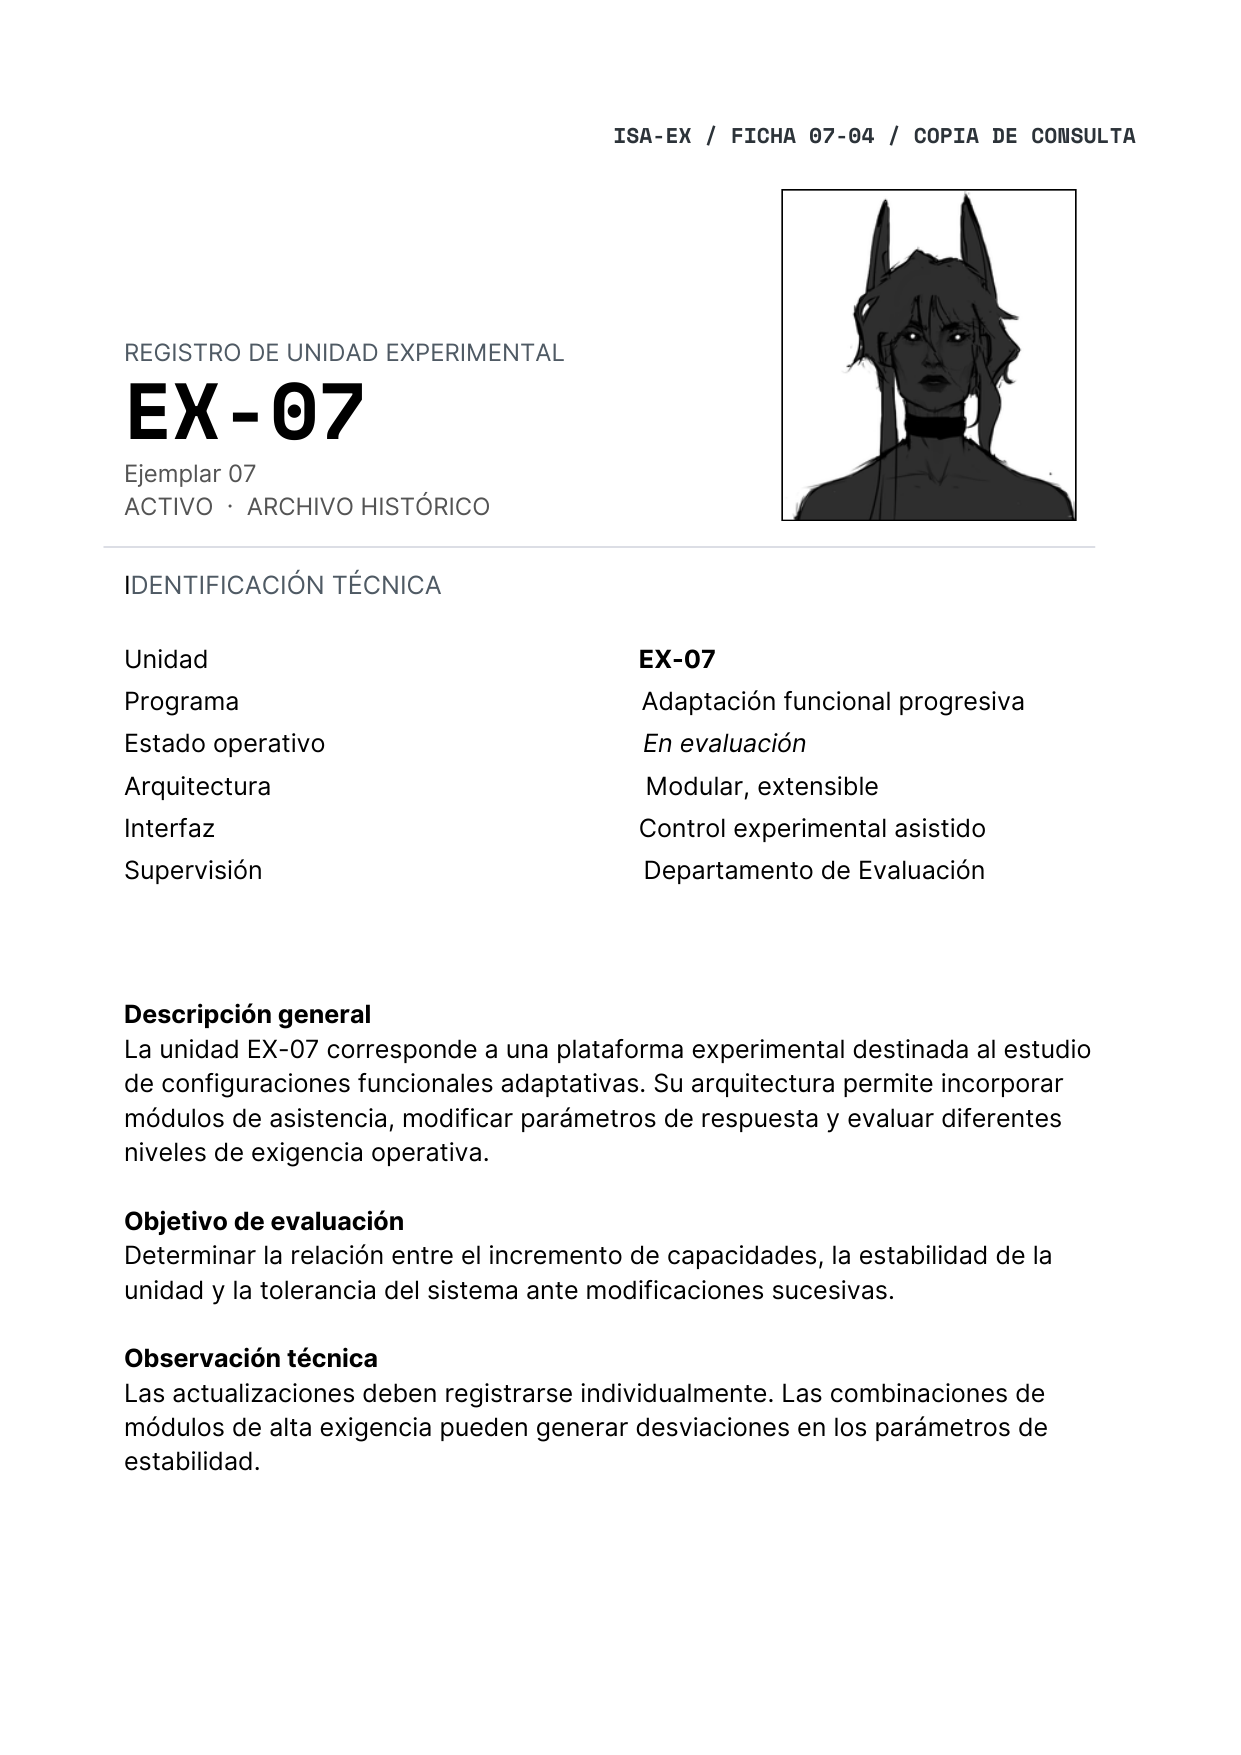 ISA-EX / FICHA 07-04 / COPIA DE CONSULTA
REGISTRO DE UNIDAD EXPERIMENTAL
EX-07
Ejemplar 07
ACTIVO · ARCHIVO HISTÓRICO
IDENTIFICACIÓN TÉCNICA
Unidad EX-07
Programa Adaptación funcional progresiva
Estado operativo En evaluación
Arquitectura Modular, extensible
Interfaz Control experimental asistido
Supervisión Departamento de Evaluación
Descripción general
La unidad EX-07 corresponde a una plataforma experimental destinada al estudio
de configuraciones funcionales adaptativas. Su arquitectura permite incorporar
módulos de asistencia, modificar parámetros de respuesta y evaluar diferentes
niveles de exigencia operativa.
Objetivo de evaluación
Determinar la relación entre el incremento de capacidades, la estabilidad de la
unidad y la tolerancia del sistema ante modificaciones sucesivas.
Observación técnica
Las actualizaciones deben registrarse individualmente. Las combinaciones de
módulos de alta exigencia pueden generar desviaciones en los parámetros de
estabilidad.